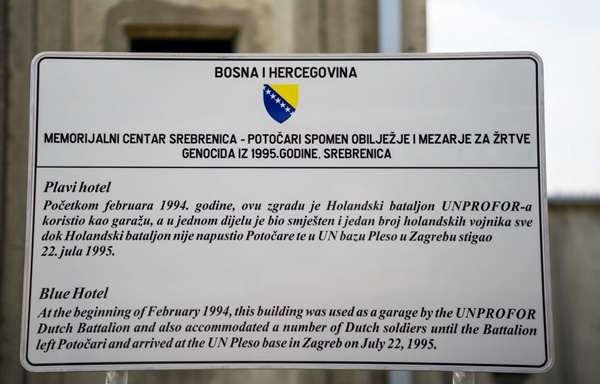 BOSNA I HERCEGOVINA
MEMORIJALNI CENTAR SREBRENICA - POTOČARI SPOMEN OBILJEŽJE I MEZARJE ZA ŽRTVE
GENOCIDA IZ 1995.GODINE, SREBRENICA
Plavi hotel
Početkom februara 1994. godine, ovu zgradu je Holandski bataljon UNPROFOR-a
koristio kao garažu, a u jednom dijelu je bio smješten i jedan broj holandskih vojnika sve
dok Holandski bataljon nije napustio Potočare te u UN bazu Pleso u Zagrebu stigao
22. jula 1995.
Blue Hotel
At the beginning of February 1994, this building was used as a garage by the UNPROFOR
Dutch Battalion and also accommodated a number of Dutch soldiers until the Battalion
left Potočari and arrived at the UN Pleso base in Zagreb on July 22, 1995.